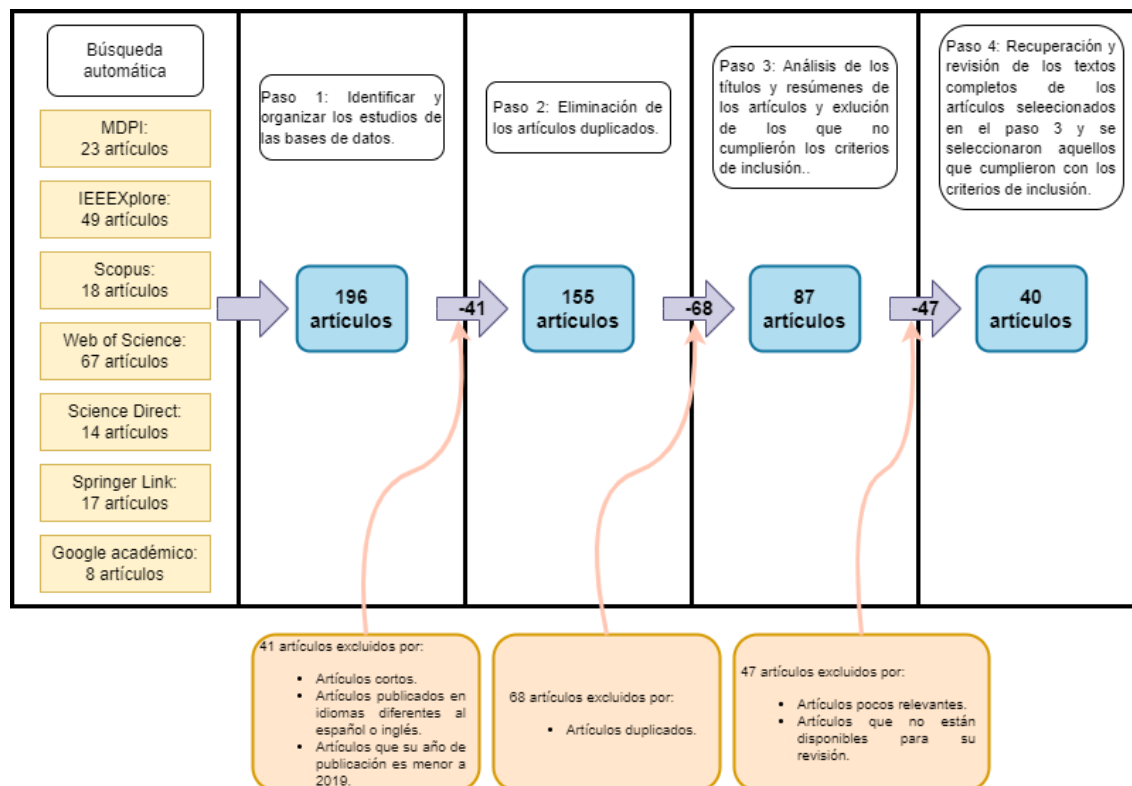 Búsqueda
automática
MDPI:
23 artículos
IEEEXplore:
49 artículos
Scopus:
18 artículos
Web of Science:
67 artículos
Science Direct:
14 artículos
Springer Link:
17 artículos
Google académico:
8 artículos
Paso 1: Identificar y
organizar los estudios de
las bases de datos.
196
artículos
-41
Paso 2: Eliminación de
los artículos duplicados.
155
artículos
-68
Paso 3: Análisis de los
títulos y resúmenes de
los artículos y exlución
de los que no
cumplierón los criterios
de inclusión..
87
artículos
-47
Paso 4: Recuperación y
revisión de los textos
completos de los
artículos seleecionados
en el paso 3 y se
seleccionaron aquellos
que cumplieron con los
criterios de inclusión.
40
artículos
41 artículos excluidos por:
• Artículos cortos.
• Artículos publicados en
idiomas diferentes al
español o inglés.
• Artículos que su año de
publicación es menor a
2019.
68 artículos excluidos por:
• Artículos duplicados.
47 artículos excluidos por:
• Artículos pocos relevantes.
• Artículos que no están
disponibles para su
revisión.